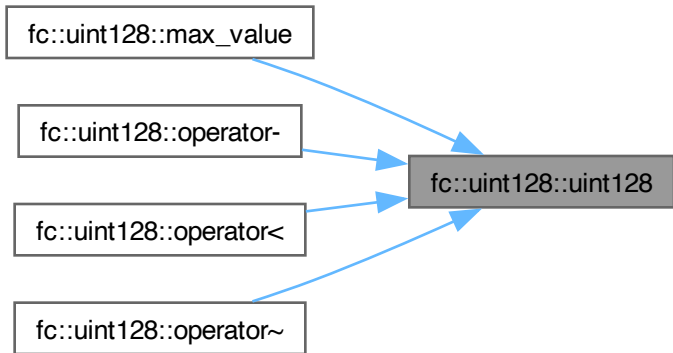 fc::uint128::max_value
fc::uint128::operator-
fc::uint128::uint128
fc::uint128::operator<
fc::uint128::operator~